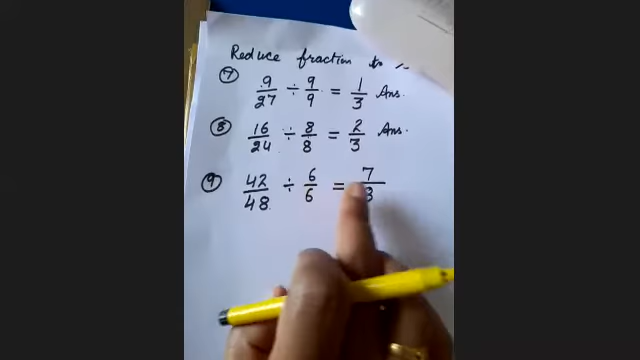 Reduce fraction to
⑦ 9/27 ÷ 9/9 = 1/3 Ans.
⑧ 16/24 ÷ 8/8 = 2/3 Ans.
⑨ 42/48 ÷ 6/6 = 7/